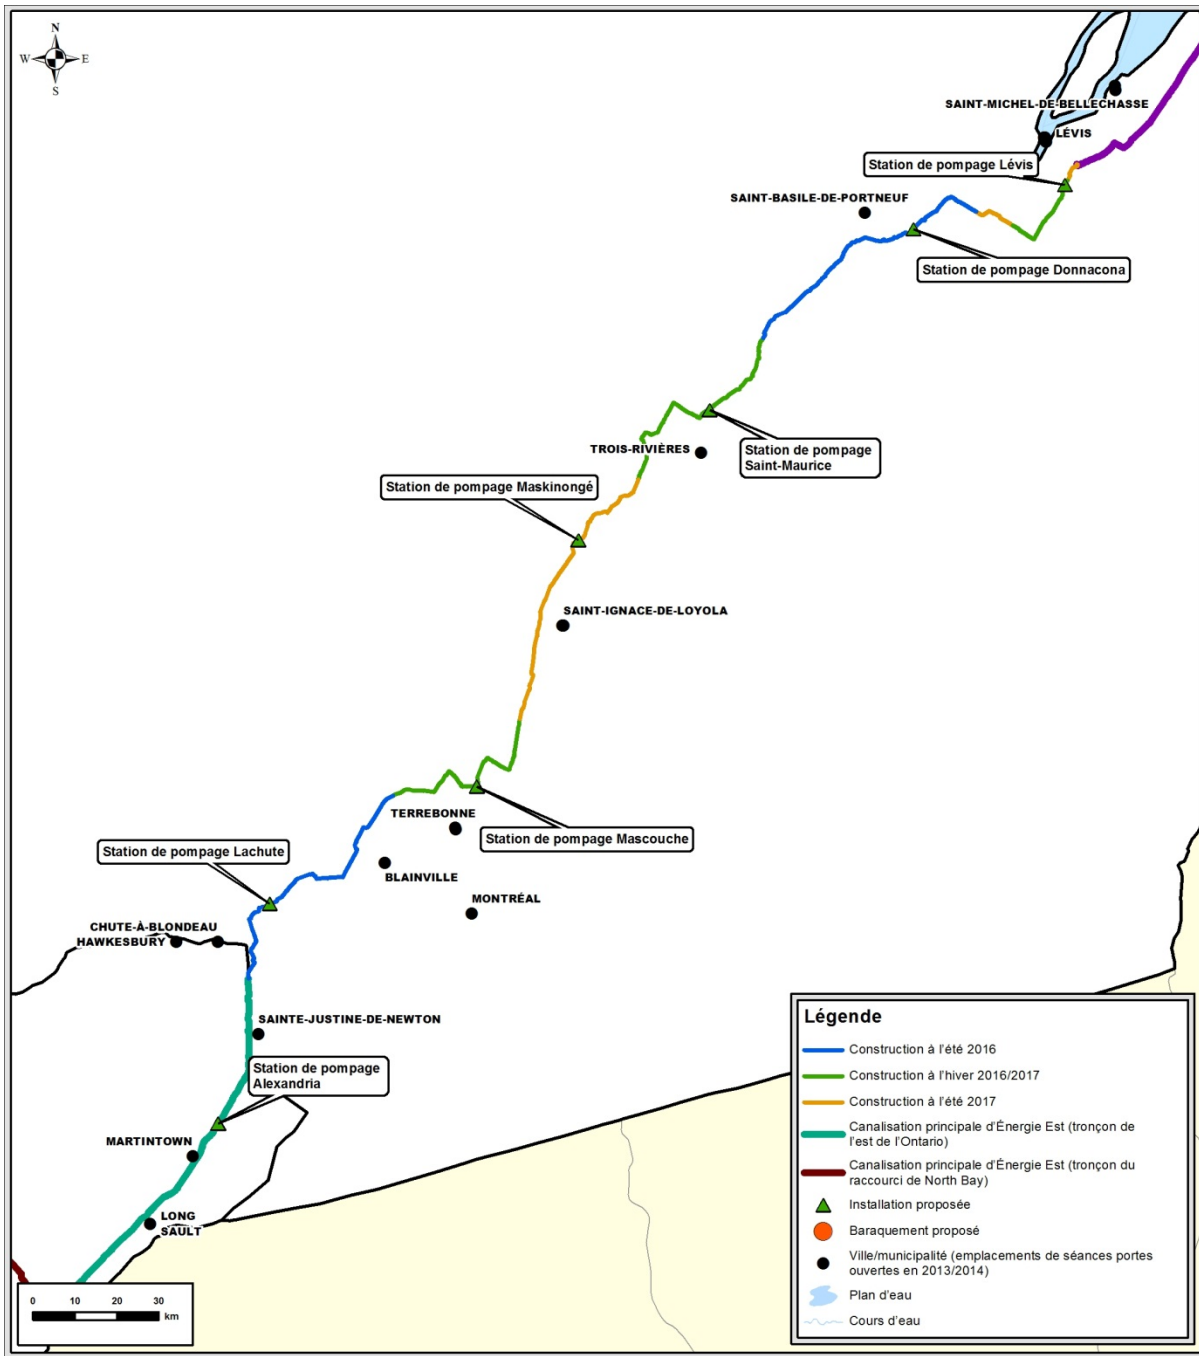 N
W
E
S
SAINT-MICHEL-DE-BELLECHASSE
LÉVIS
Station de pompage Lévis
SAINT-BASILE-DE-PORTNEUF
Station de pompage Donnacona
TROIS-RIVIÈRES
Station de pompage
Saint-Maurice
Station de pompage Maskinongé
SAINT-IGNACE-DE-LOYOLA
TERREBONNE
Station de pompage Mascouche
Station de pompage Lachute
BLAINVILLE
MONTRÉAL
CHUTE-À-BLONDEAU
HAWKESBURY
SAINTE-JUSTINE-DE-NEWTON
Station de pompage
Alexandria
MARTINTOWN
LONG
SAULT
0 10 20 30
km
Légende
Construction à l'été 2016
Construction à l'hiver 2016/2017
Construction à l'été 2017
Canalisation principale d'Énergie Est (tronçon de
l'est de l'Ontario)
Canalisation principale d'Énergie Est (tronçon du
raccourci de North Bay)
Installation proposée
Baraquement proposé
Ville/municipalité (emplacements de séances portes
ouvertes en 2013/2014)
Plan d'eau
Cours d'eau